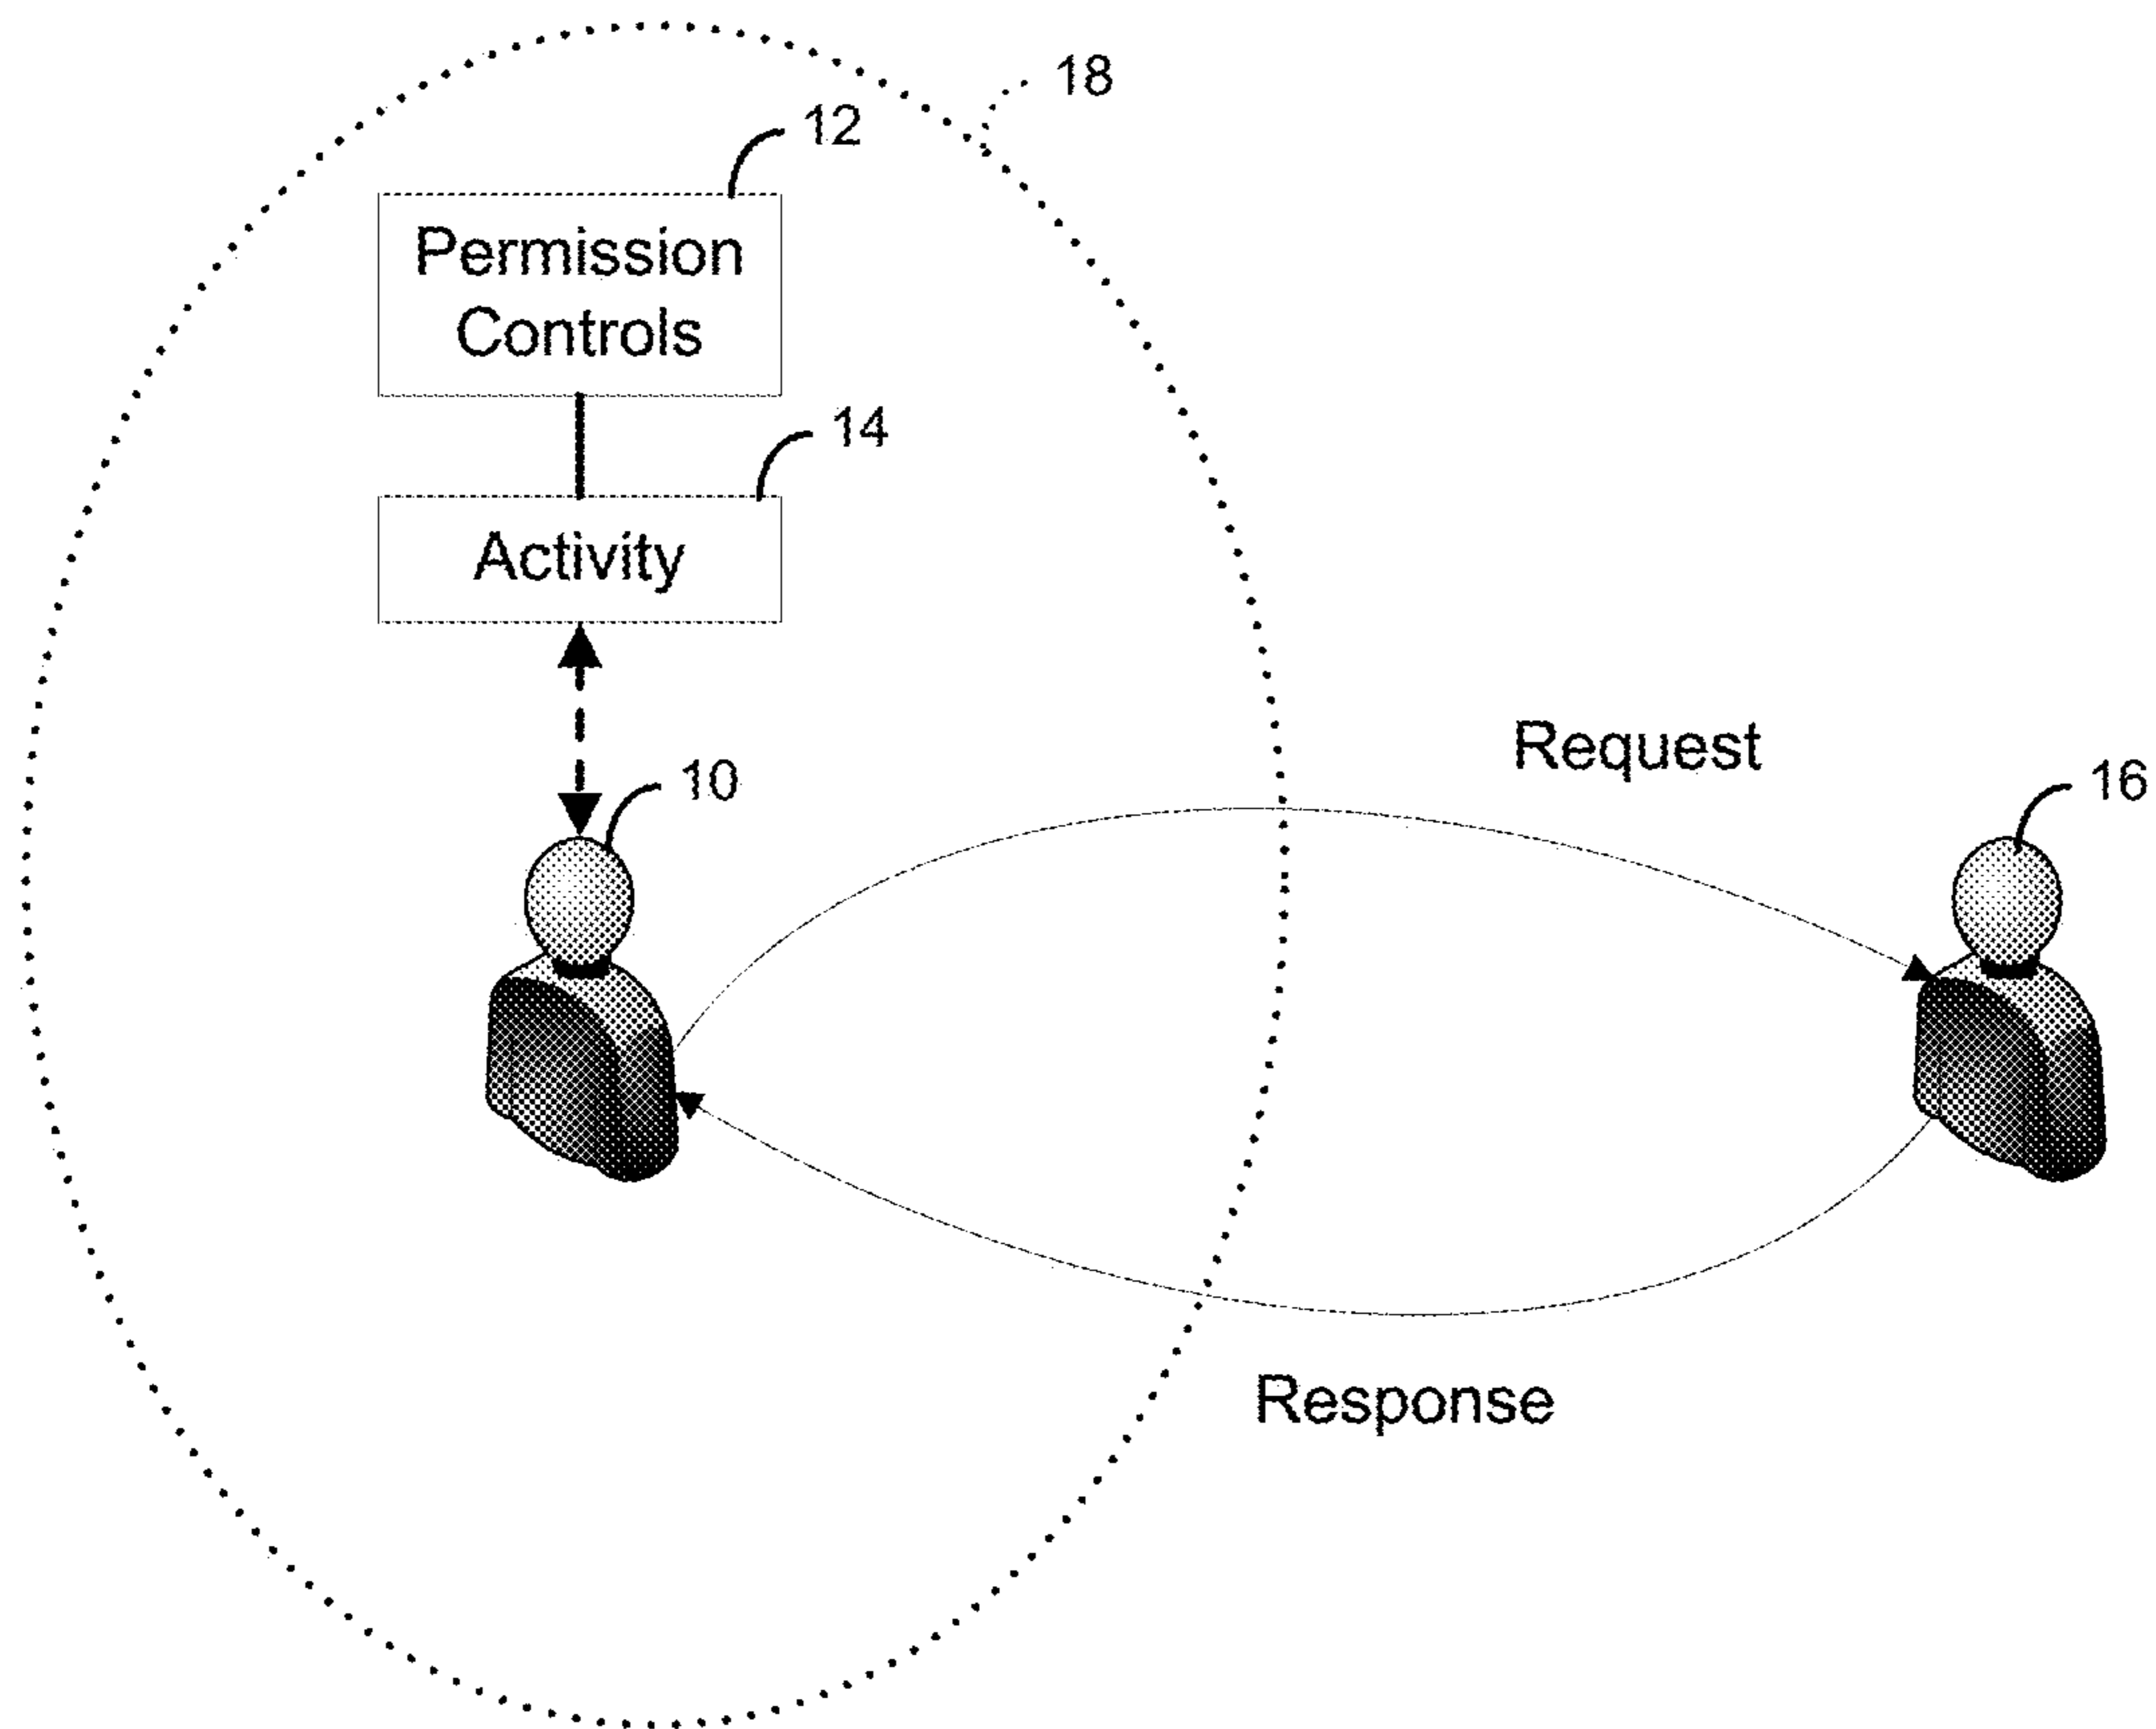 18
12
Permission
Controls
14
Activity
Request
10
16
Response